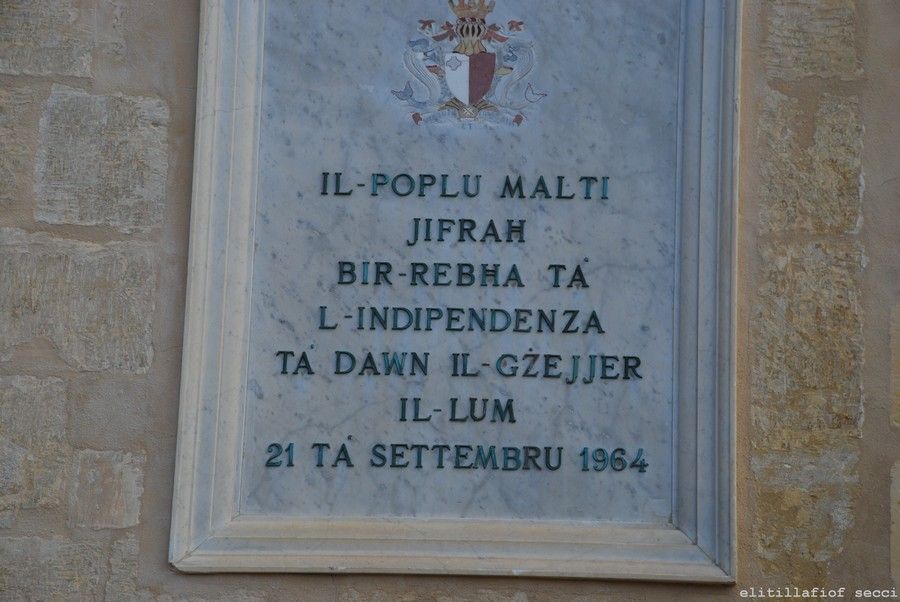 IL-POPLU MALTI
JIFRAH
BIR-REBHA TA'
L-INDIPENDENZA
TA' DAWN IL-GŻEJJER
IL-LUM
21 TA' SETTEMBRU 1964
elitillafiof secci